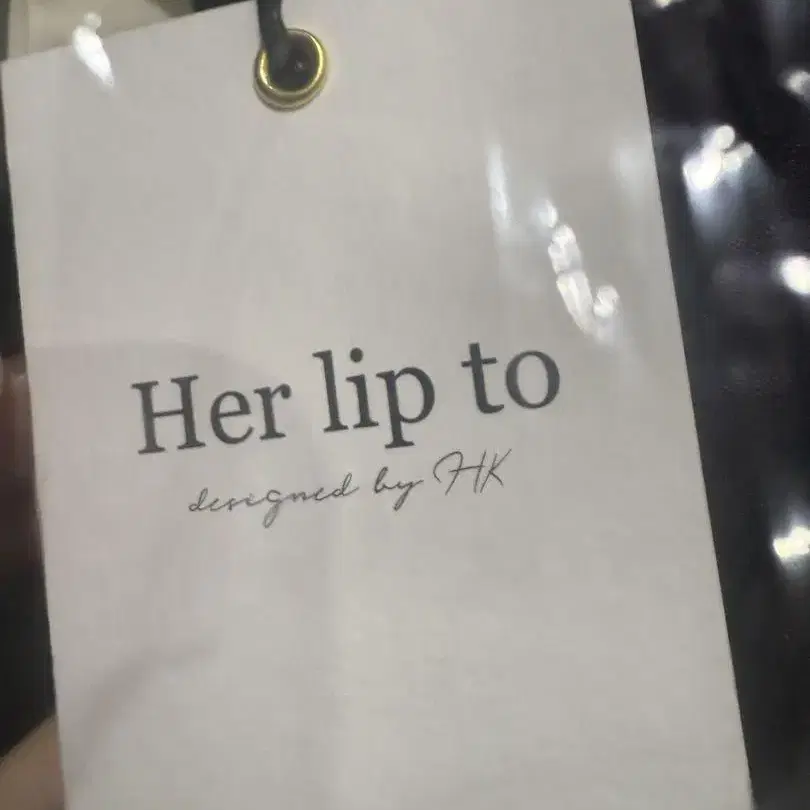 Her lip to
designed by HK